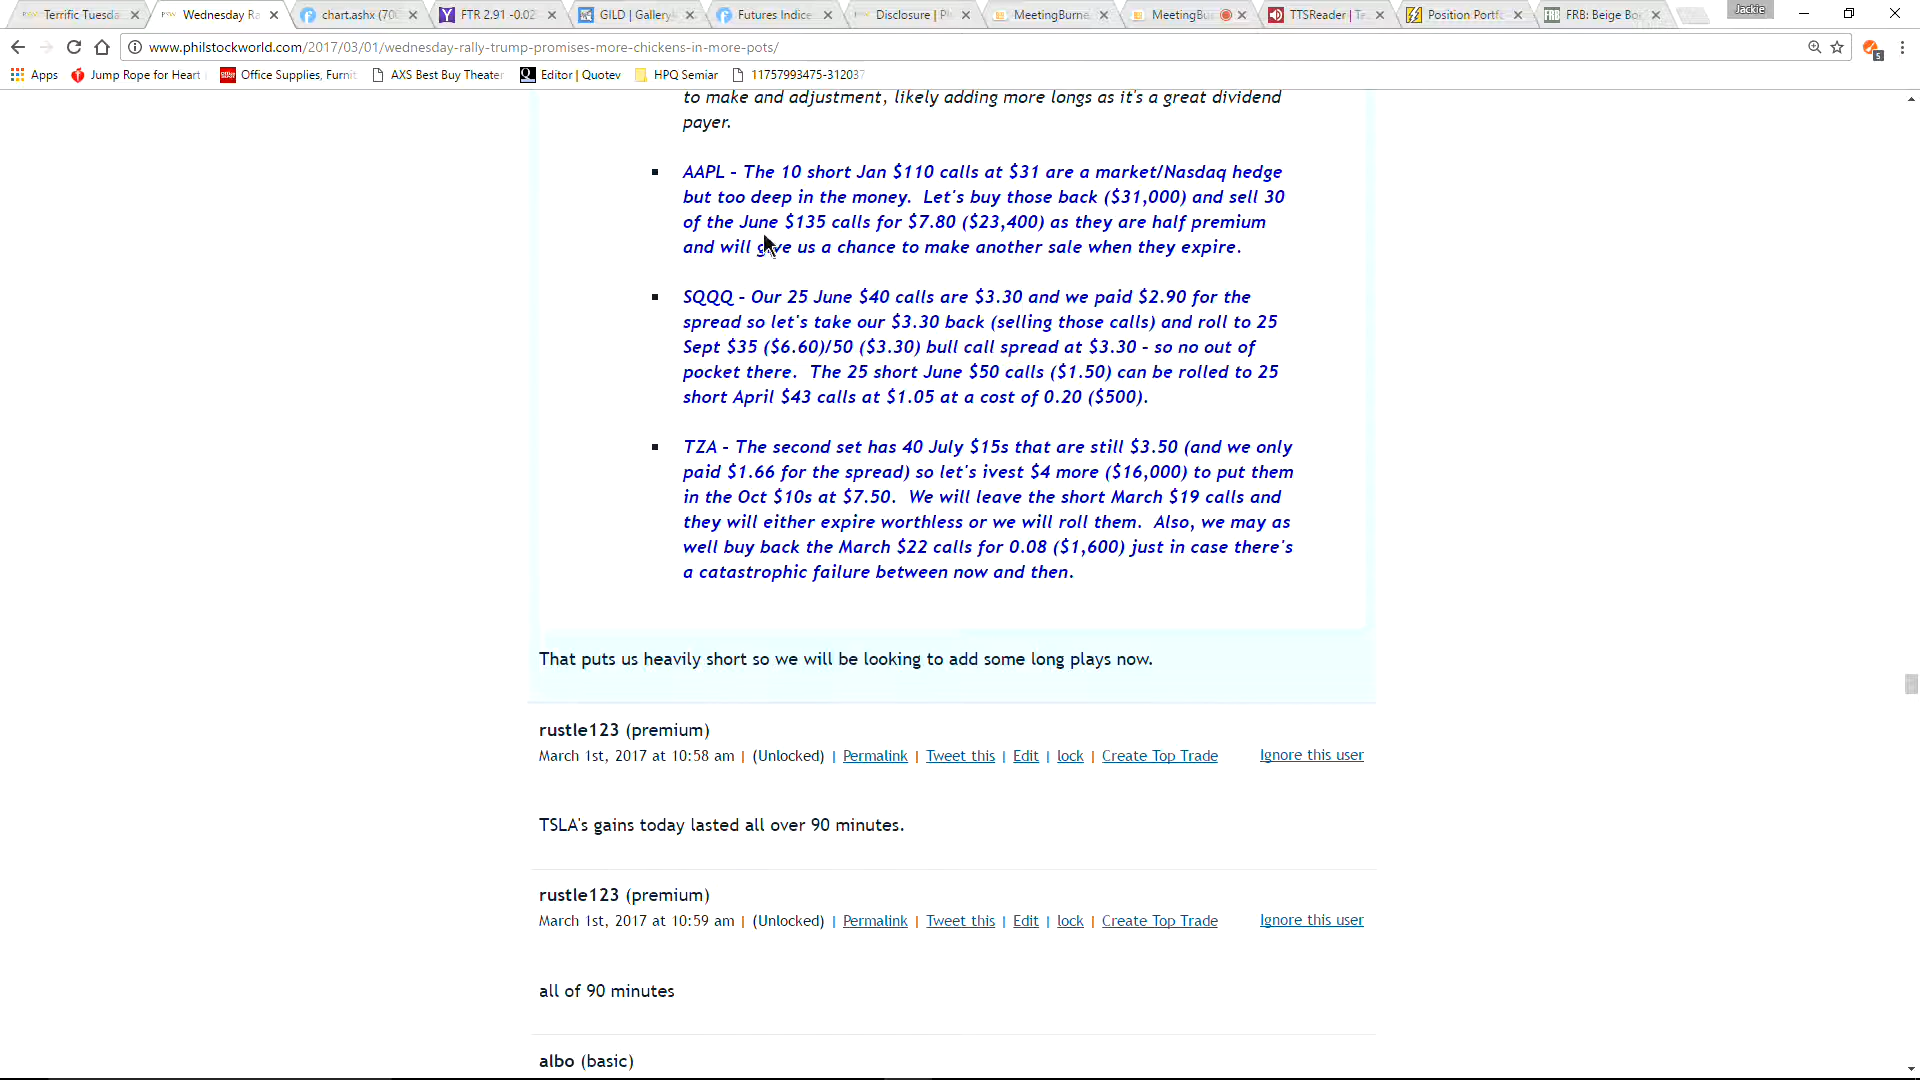 Terrific Tuesda
Wednesday Ra
chart.ashx (70
FTR 2.91 -0.02
GILD | Gallery
Futures Indice
Disclosure | P
MeetingBurne
MeetingBu
TTSReader | Te
Position Portf
FRB: Beige Bo
Jackie
www.philstockworld.com/2017/03/01/wednesday-rally-trump-promises-more-chickens-in-more-pots/
Apps
Jump Rope for Heart
Office Supplies, Furnit
AXS Best Buy Theater
Editor | Quotev
HPQ Semiar
11757993475-312037
to make and adjustment, likely adding more longs as it's a great dividend
payer.
AAPL - The 10 short Jan $110 calls at $31 are a market/Nasdaq hedge
but too deep in the money. Let's buy those back ($31,000) and sell 30
of the June $135 calls for $7.80 ($23,400) as they are half premium
and will give us a chance to make another sale when they expire.
SQQQ - Our 25 June $40 calls are $3.30 and we paid $2.90 for the
spread so let's take our $3.30 back (selling those calls) and roll to 25
Sept $35 ($6.60)/50 ($3.30) bull call spread at $3.30 - so no out of
pocket there. The 25 short June $50 calls ($1.50) can be rolled to 25
short April $43 calls at $1.05 at a cost of 0.20 ($500).
TZA - The second set has 40 July $15s that are still $3.50 (and we only
paid $1.66 for the spread) so let's ivest $4 more ($16,000) to put them
in the Oct $10s at $7.50. We will leave the short March $19 calls and
they will either expire worthless or we will roll them. Also, we may as
well buy back the March $22 calls for 0.08 ($1,600) just in case there's
a catastrophic failure between now and then.
That puts us heavily short so we will be looking to add some long plays now.
rustle123 (premium)
March 1st, 2017 at 10:58 am | (Unlocked) | Permalink | Tweet this | Edit | lock | Create Top Trade
Ignore this user
TSLA's gains today lasted all over 90 minutes.
rustle123 (premium)
March 1st, 2017 at 10:59 am | (Unlocked) | Permalink | Tweet this | Edit | lock | Create Top Trade
Ignore this user
all of 90 minutes
albo (basic)